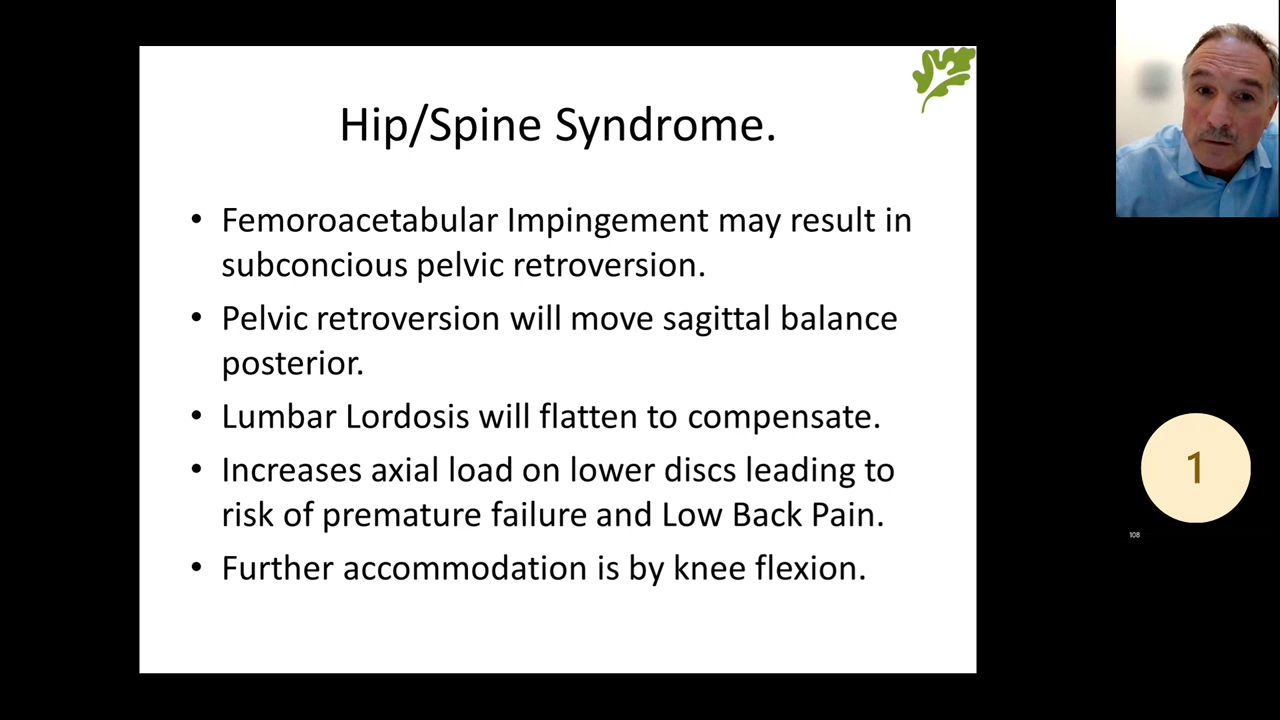 Hip/Spine Syndrome.
• Femoroacetabular Impingement may result in
subconcious pelvic retroversion.
• Pelvic retroversion will move sagittal balance
posterior.
• Lumbar Lordosis will flatten to compensate.
• Increases axial load on lower discs leading to
risk of premature failure and Low Back Pain.
• Further accommodation is by knee flexion.
1
108